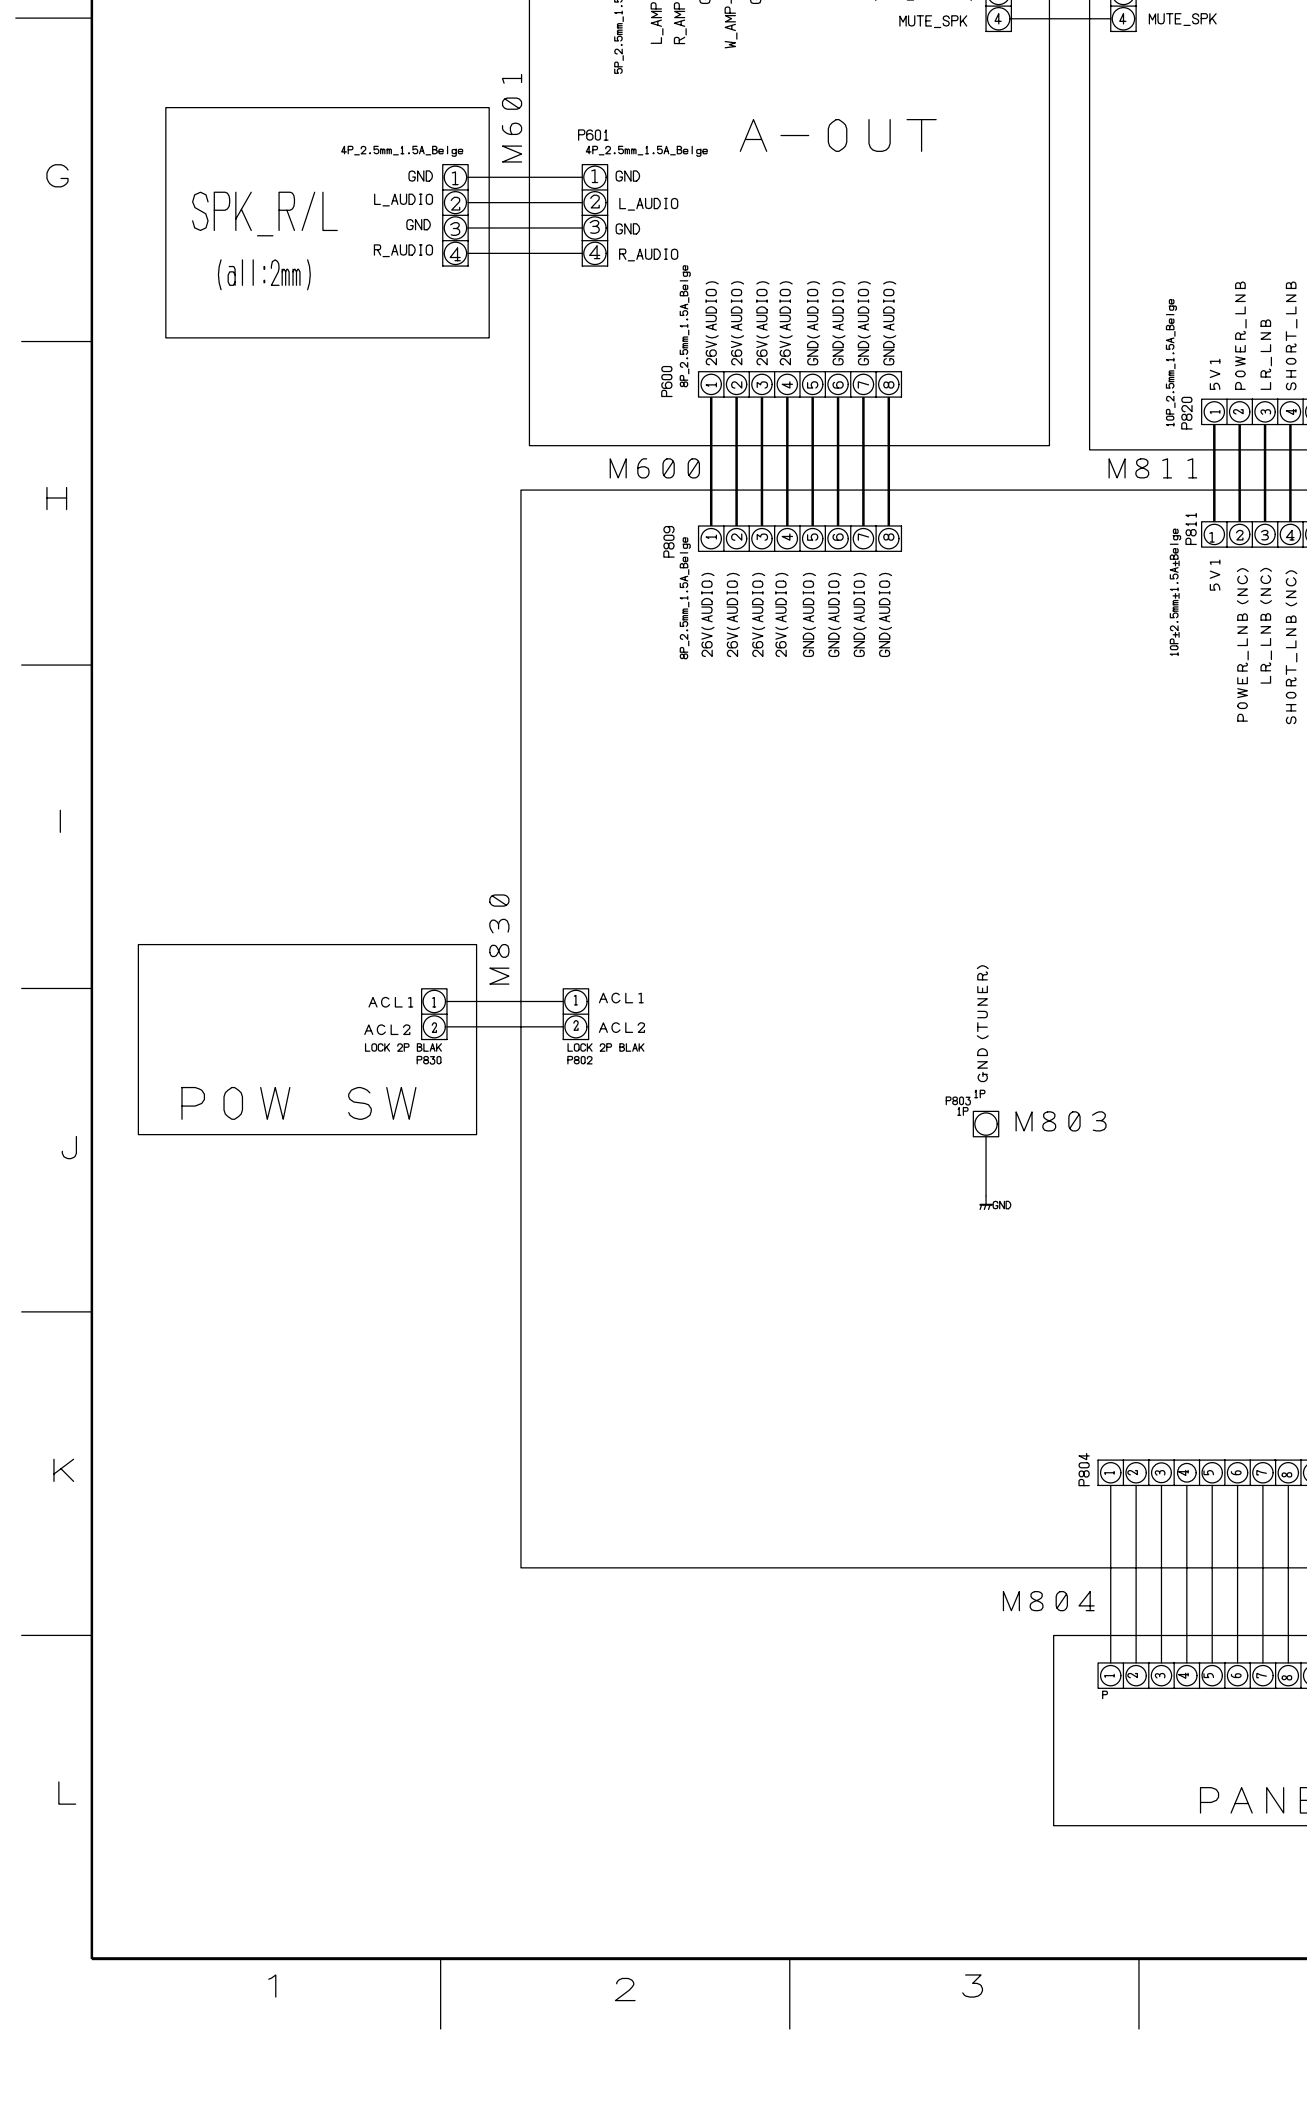 MUTE_SPK
4
4
MUTE_SPK
L_AMP
R_AMP
W_AMP
M601
A-OUT
G
4P_2.5mm_1.5A_Beige
P601
4P_2.5mm_1.5A_Beige
SPK_R/L
(all:2mm)
GND 1 1 GND
L_AUDIO 2 2 L_AUDIO
GND 3 3 GND
R_AUDIO 4 4 R_AUDIO
P600
8P_2.5mm_1.5A_Beige
26V(AUDIO)
26V(AUDIO)
26V(AUDIO)
26V(AUDIO)
GND(AUDIO)
GND(AUDIO)
GND(AUDIO)
GND(AUDIO)
1 2 3 4 5 6 7 8
10P_2.5mm_1.5A_Beige
P820
5V1
POWER_LNB
LR_LNB
SHORT_LNB
1 2 3 4
M600
M811
H
P809
8P_2.5mm_1.5A_Beige
1 2 3 4 5 6 7 8
26V(AUDIO)
26V(AUDIO)
26V(AUDIO)
26V(AUDIO)
GND(AUDIO)
GND(AUDIO)
GND(AUDIO)
GND(AUDIO)
P811
10P±2.5mm±1.5A±Beige
1 2 3 4
5V1
POWER_LNB(NC)
LR_LNB(NC)
SHORT_LNB(NC)
I
M830
ACL1 1 1 ACL1
ACL2 2 2 ACL2
LOCK 2P BLAK
P830
LOCK 2P BLAK
P802
POW SW
GND(TUNER)
P803 1P
1P
M803
GND
J
K
P804
1 2 3 4 5 6 7 8
M804
1 2 3 4 5 6 7 8
P
L
PANE
1 2 3